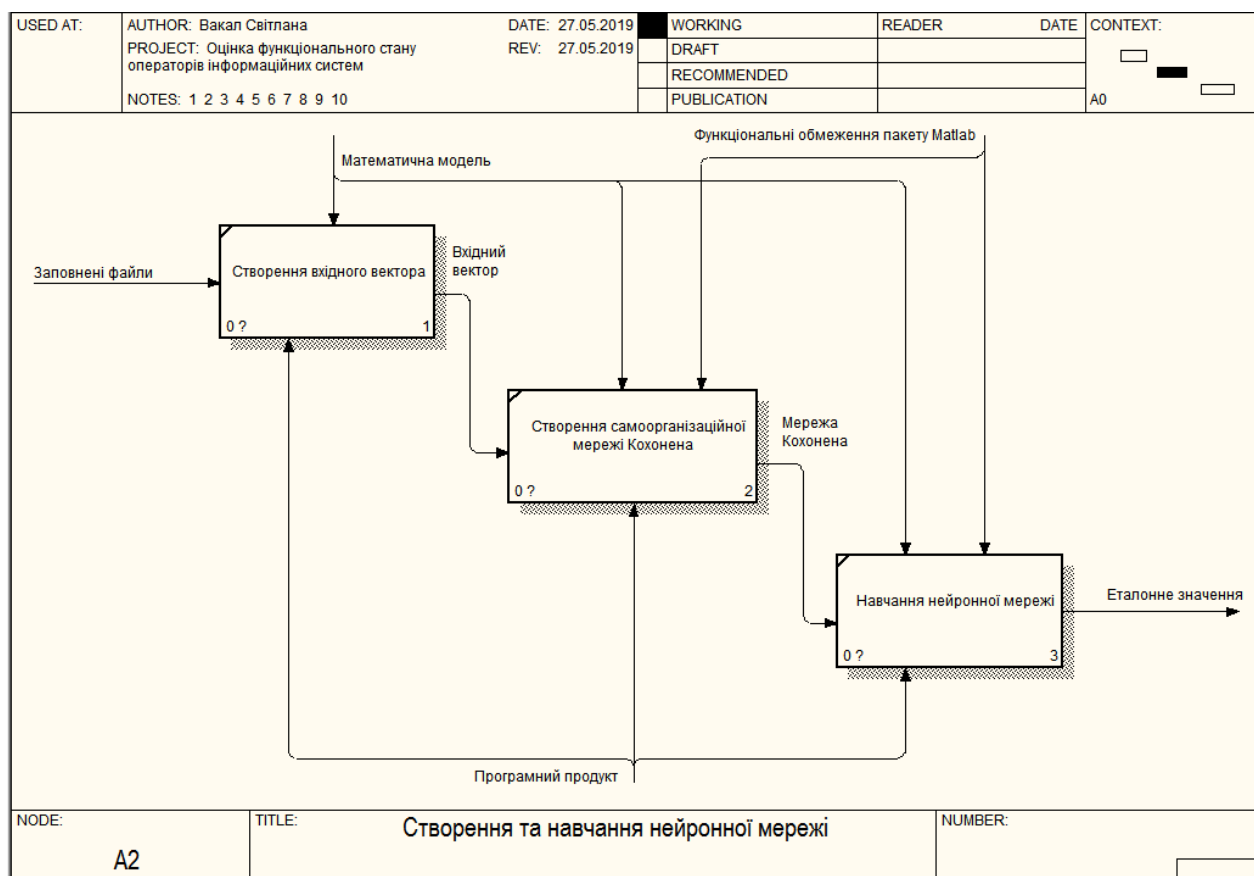 USED AT:
AUTHOR: Вакал Світлана
DATE: 27.05.2019
PROJECT: Оцінка функціонального стану
операторів інформаційних систем
REV: 27.05.2019
NOTES: 1 2 3 4 5 6 7 8 9 10
WORKING
DRAFT
RECOMMENDED
PUBLICATION
READER
DATE
CONTEXT:
A0
Функціональні обмеження пакету Matlab
Математична модель
Заповнені файли
Створення вхідного вектора
0 ?
1
Вхідний
вектор
Створення самоорганізаційної
мережі Кохонена
0 ?
2
Мережа
Кохонена
Навчання нейронної мережі
0 ?
3
Еталонне значення
Програмний продукт
NODE:
A2
TITLE:
Створення та навчання нейронної мережі
NUMBER: